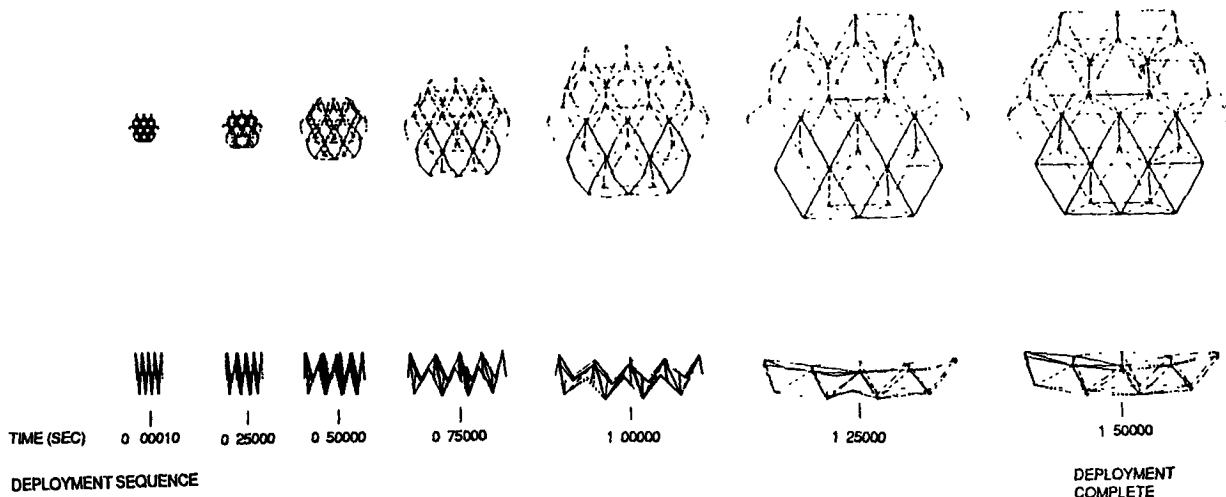 TIME (SEC) 0 00010 0 25000 0 50000 0 75000 1 00000 1 25000 1 50000
DEPLOYMENT SEQUENCE
DEPLOYMENT
COMPLETE